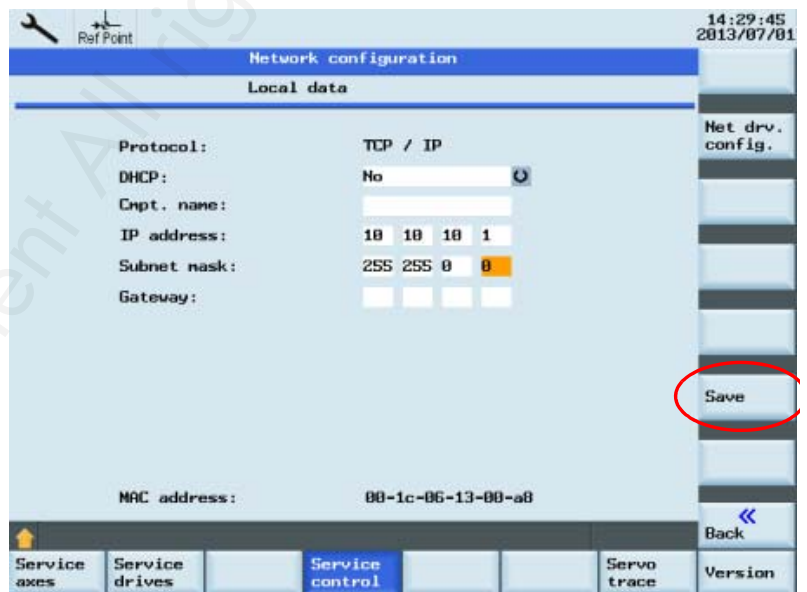 Ref Point
14:29:45
2013/07/01
Network configuration
Local data
Net drv.
config.
Protocol: TCP / IP
DHCP: No
Cmpt. name:
IP address: 10 10 10 1
Subnet mask: 255 255 0 0
Gateway:
Save
MAC address: 00-1c-06-13-00-a8
«
Back
Service
axes
Service
drives
Service
control
Servo
trace
Version